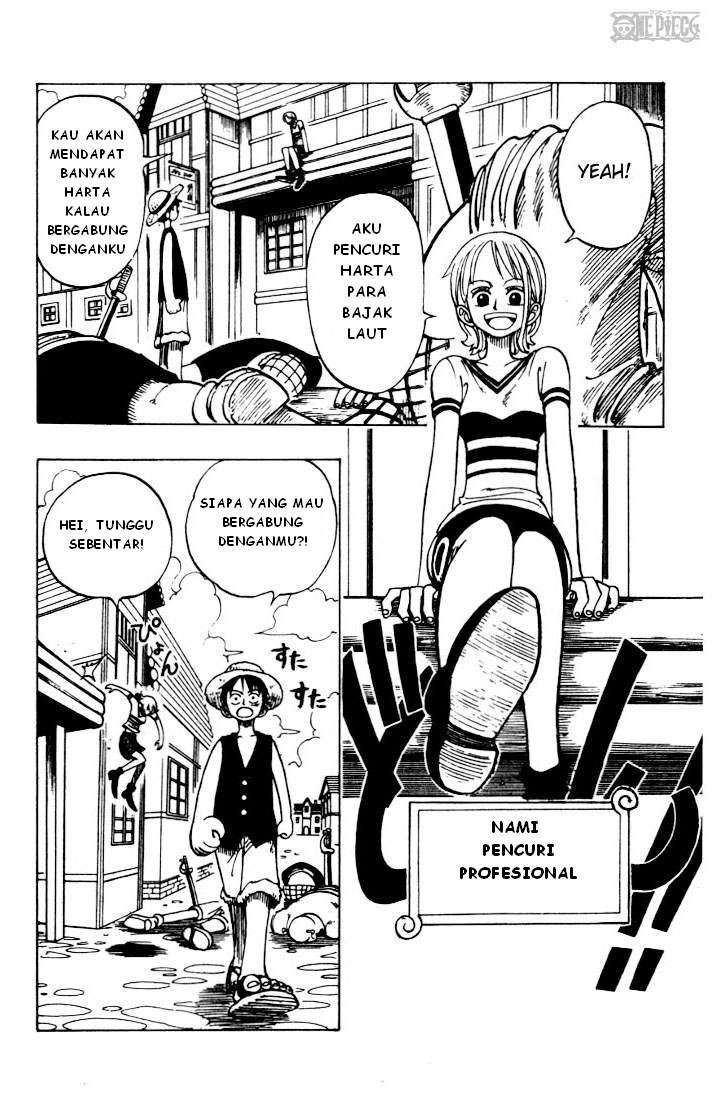 ONE PIECE
YEAH!
AKU
PENCURI
HARTA
PARA
BAJAK
LAUT
KAU AKAN
MENDAPAT
BANYAK
HARTA
KALAU
BERGABUNG
DENGANKU
NAMI
PENCURI
PROFESIONAL
SIAPA YANG MAU
BERGABUNG
DENGANMU?!
HEI, TUNGGU
SEBENTAR!
すた
すた
ぴょん